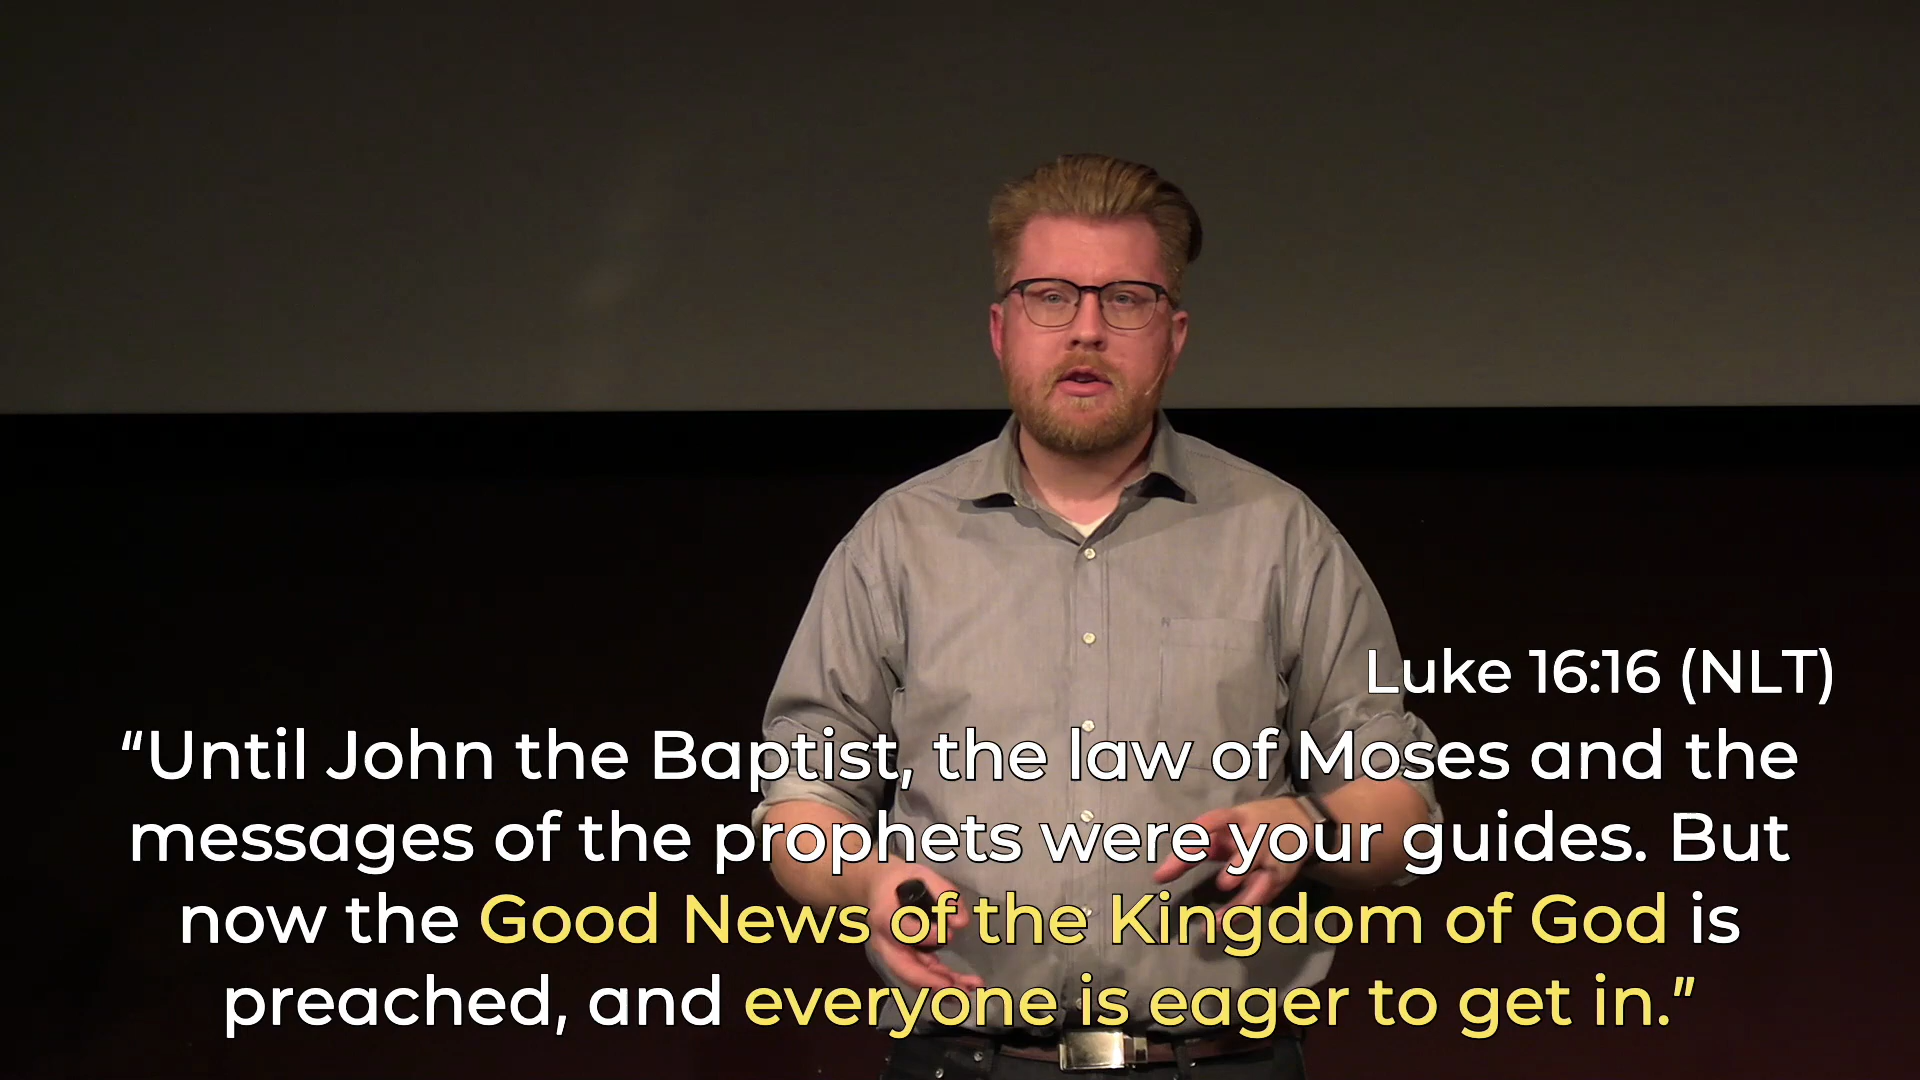 Luke 16:16 (NLT)
“Until John the Baptist, the law of Moses and the
messages of the prophets were your guides. But
now the Good News of the Kingdom of God is
preached, and everyone is eager to get in.”